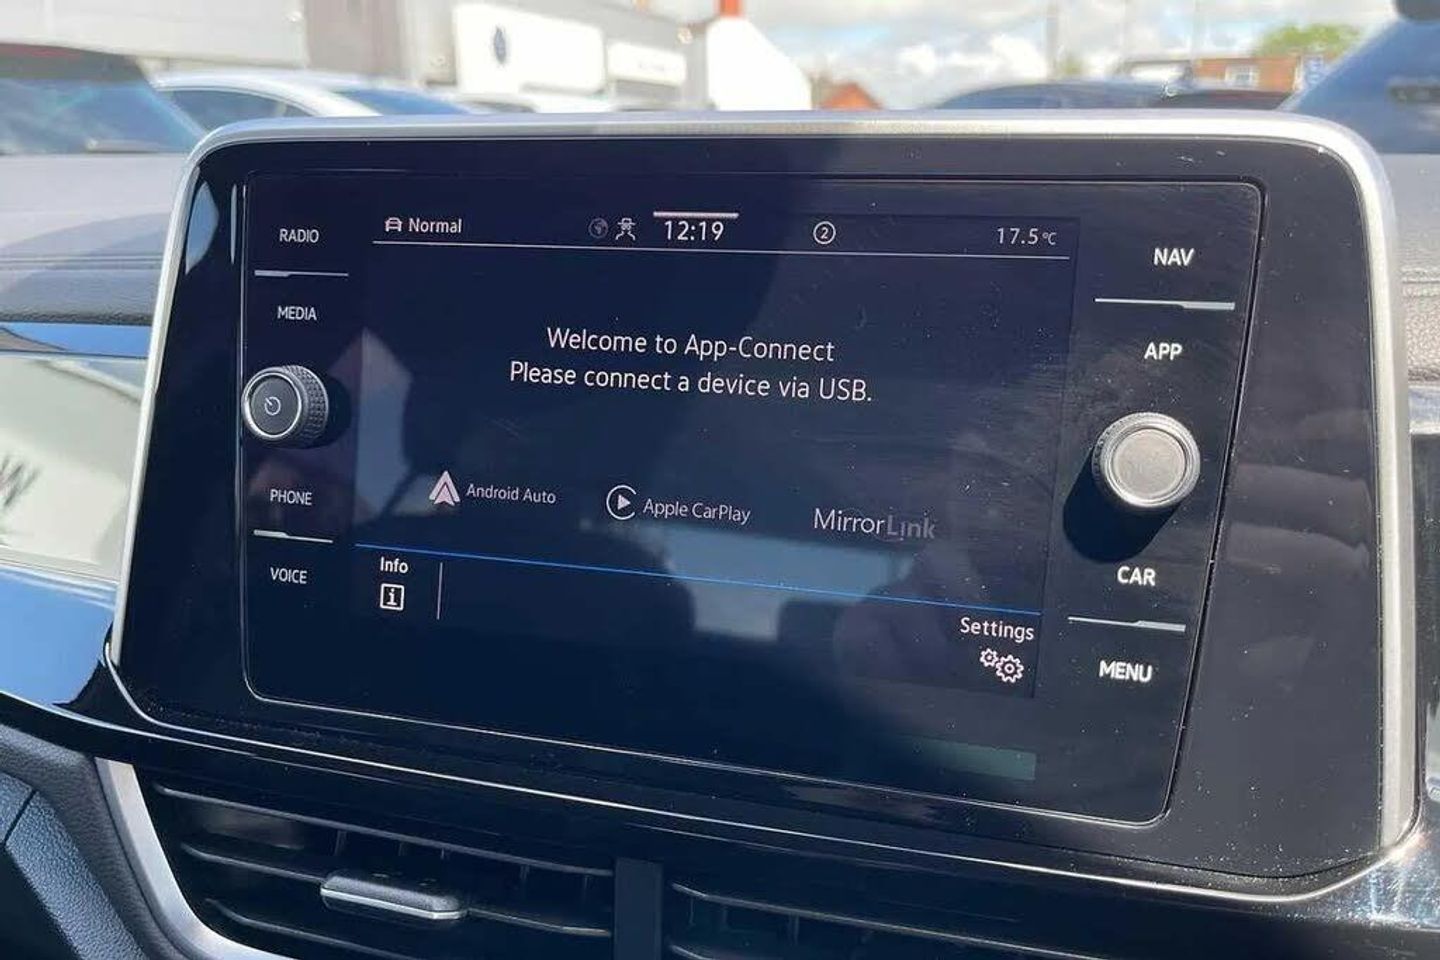 RADIO
MEDIA
PHONE
VOICE
Normal
12:19
2
17.5°C
Welcome to App-Connect
Please connect a device via USB.
Android Auto
Apple CarPlay
MirrorLink
Info
i
Settings
NAV
APP
CAR
MENU